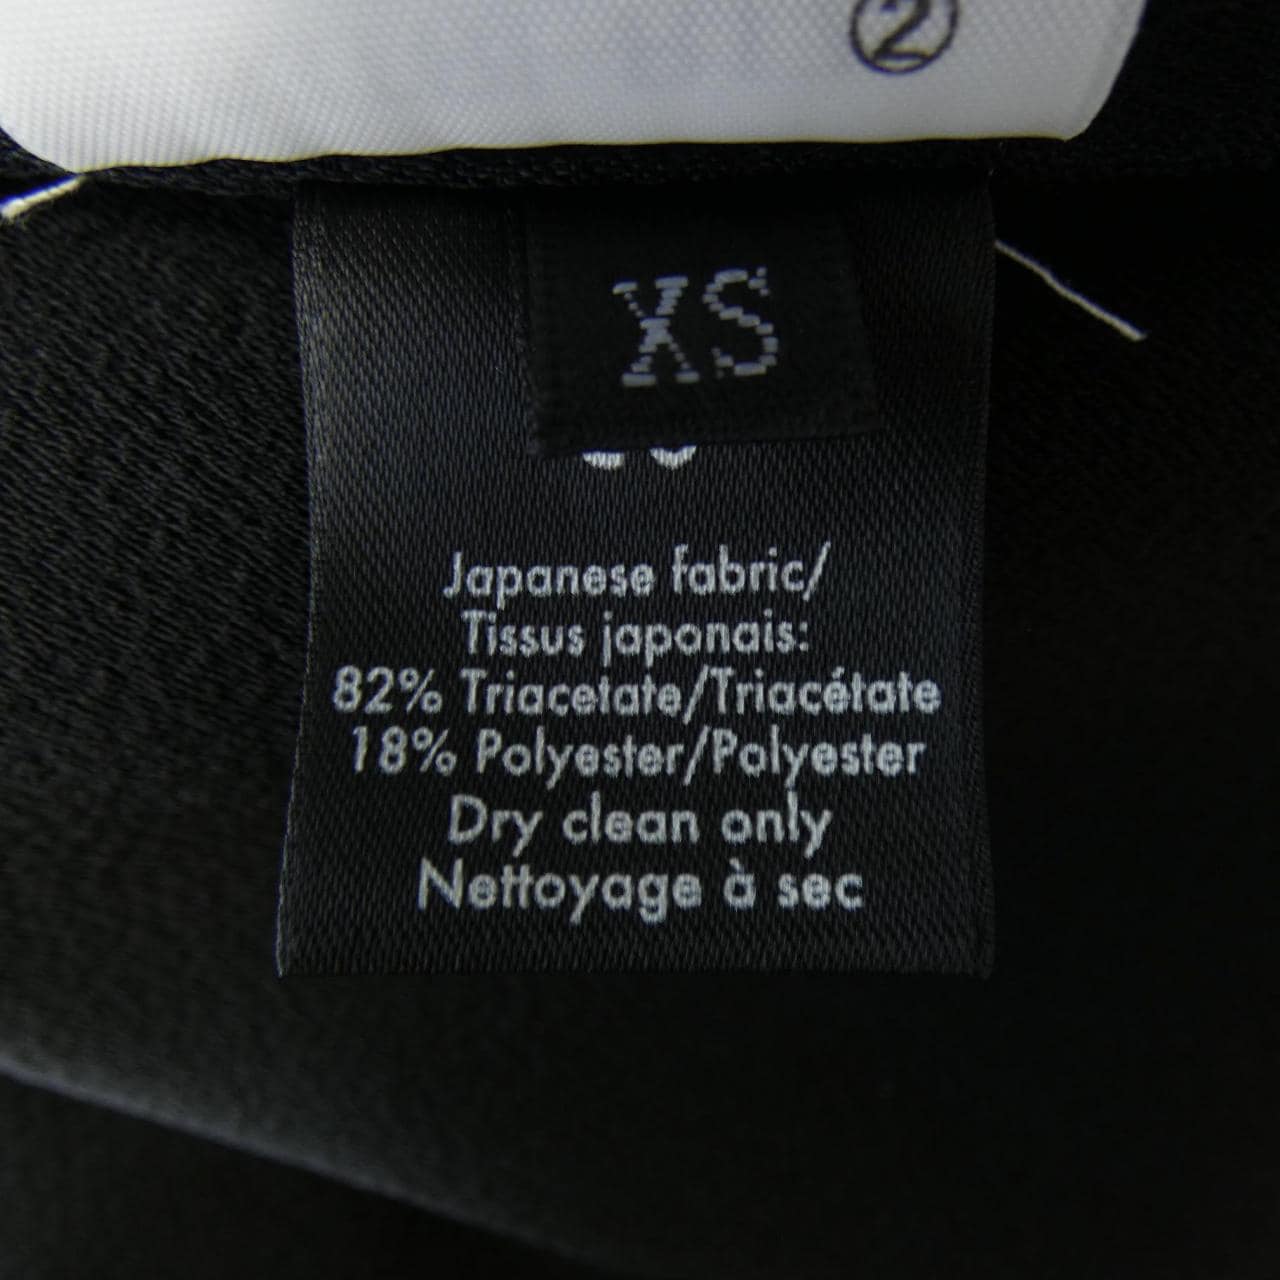 ②
XS
Japanese fabric/
Tissus japonais:
82% Triacetate/Triacétate
18% Polyester/Polyester
Dry clean only
Nettoyage à sec